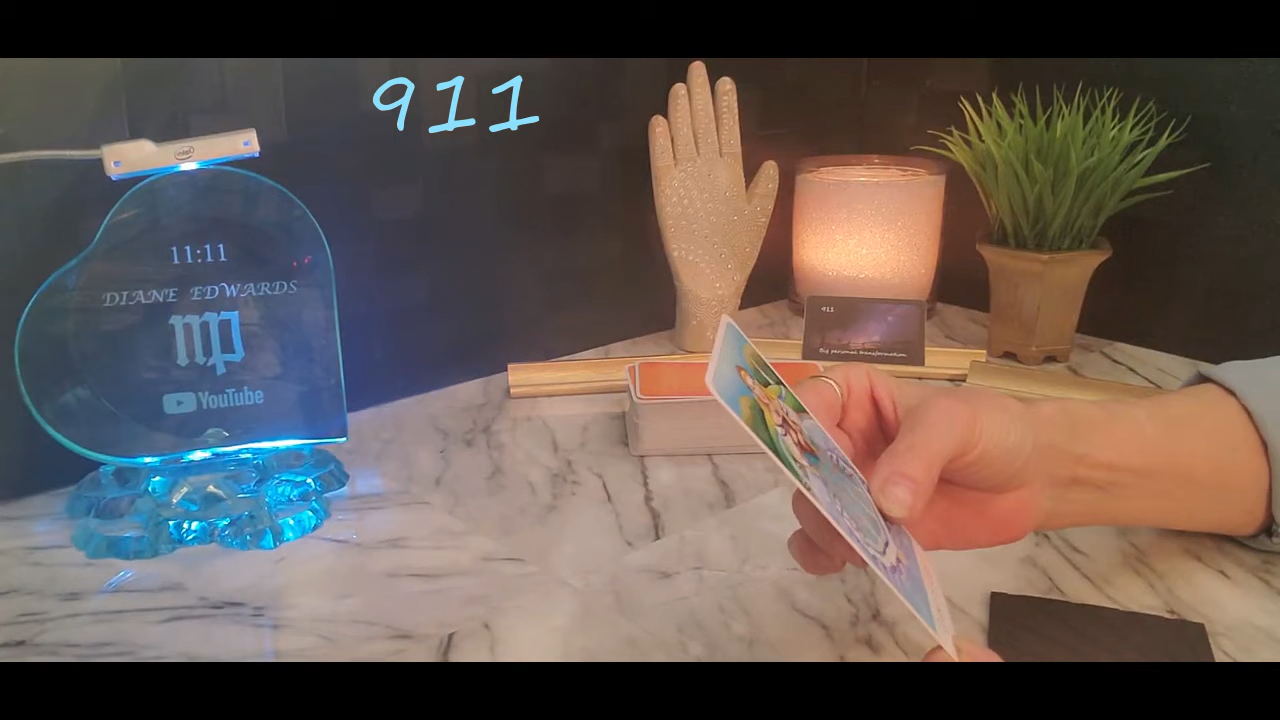 911
intel
11:11
DIANE EDWARDS
♍
YouTube
911
Big personal transformation